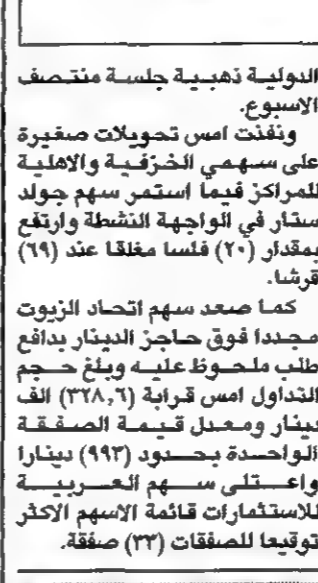 الدولية ذهبية جلسة منتصف
الاسبوع.
ونفذت امس تحويلات صغيرة
على سهمي الخزفية والاهلية
للمراكز فيما استمر سهم جولد
ستار في الواجهة النشطة وارتفع
بمقدار (٢٠) فلسا مغلقا عند (٦٩)
قرشا.
كما صعد سهم اتحاد الزيوت
مجددا فوق حاجز الدينار بدافع
طلب ملحوظ عليه وبلغ حجم
التداول امس قرابة (٣٢٨,٦) الف
دينار ومعدل قيمة الصفقة
الواحدة بحدود (٩٩٣) دينارا
واعتلى سهم العربية
للاستثمارات قائمة الاسهم الاكثر
توقيعا للصفقات (٣٣) صفقة.